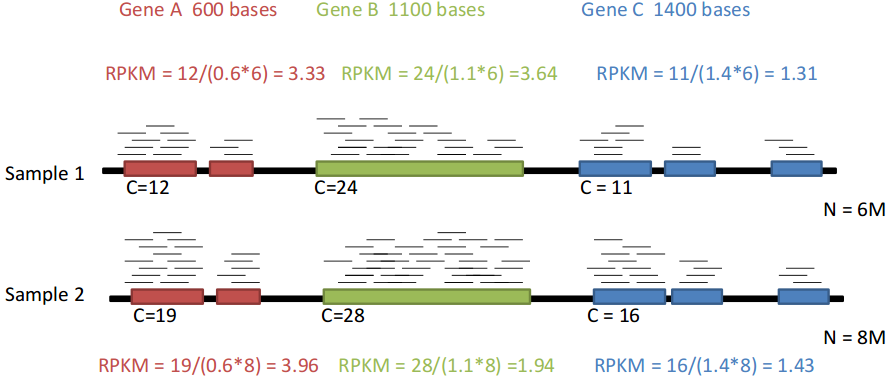 Gene A 600 bases Gene B 1100 bases Gene C 1400 bases
RPKM = 12/(0.6*6) = 3.33 RPKM = 24/(1.1*6) =3.64 RPKM = 11/(1.4*6) = 1.31
Sample 1
C=12 C=24 C = 11
N = 6M
Sample 2
C=19 C=28 C = 16
N = 8M
RPKM = 19/(0.6*8) = 3.96 RPKM = 28/(1.1*8) =1.94 RPKM = 16/(1.4*8) = 1.43